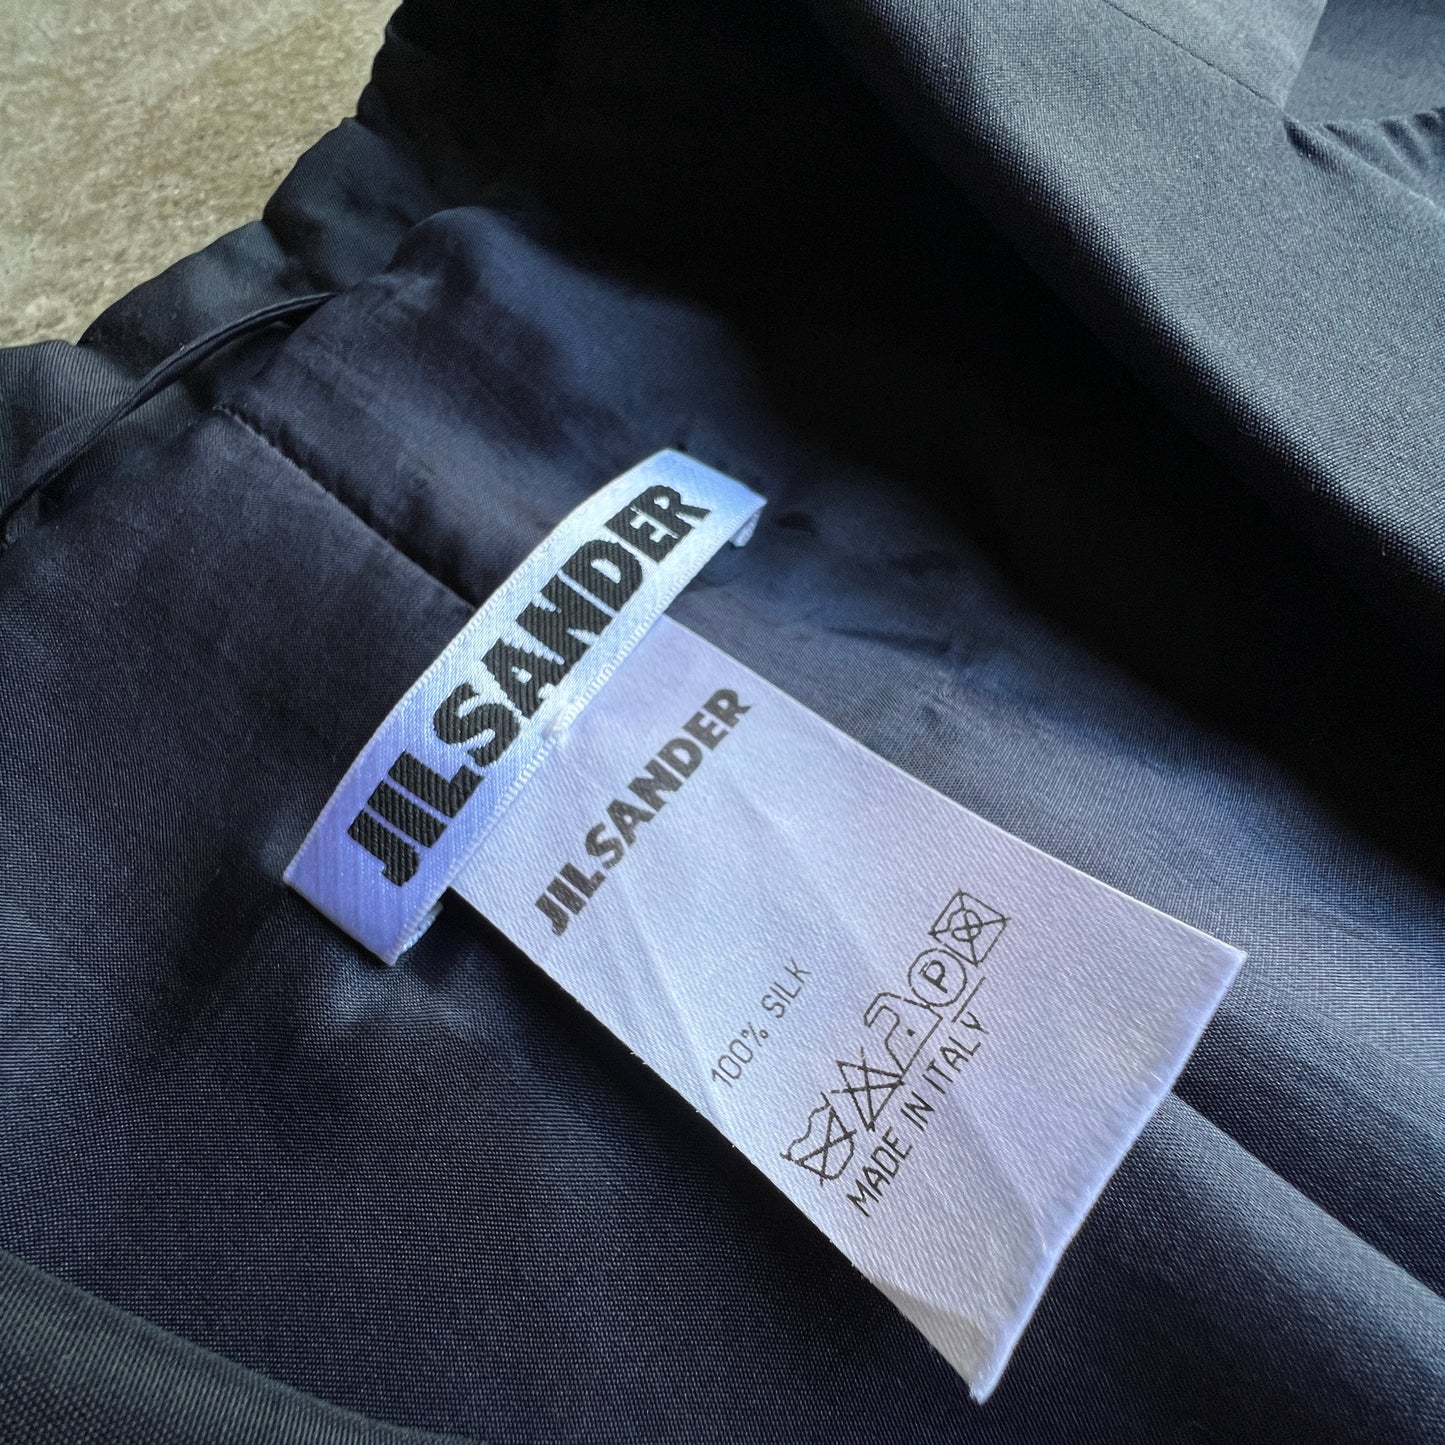 JIL SANDER
JIL SANDER
100% SILK
P
MADE IN ITALY